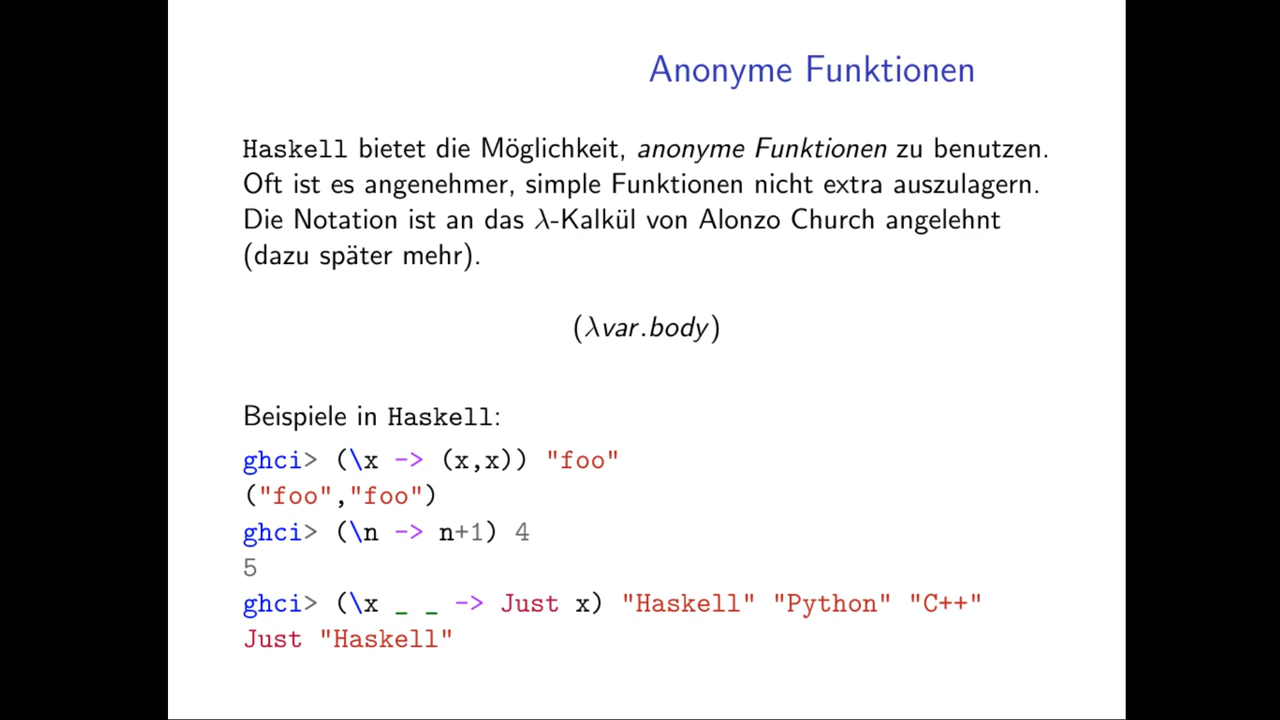 Anonyme Funktionen
Haskell bietet die Möglichkeit, anonyme Funktionen zu benutzen.
Oft ist es angenehmer, simple Funktionen nicht extra auszulagern.
Die Notation ist an das λ-Kalkül von Alonzo Church angelehnt
(dazu später mehr).
(λvar.body)
Beispiele in Haskell:
ghci> (\x -> (x,x)) "foo"
("foo","foo")
ghci> (\n -> n+1) 4
5
ghci> (\x _ _ -> Just x) "Haskell" "Python" "C++"
Just "Haskell"